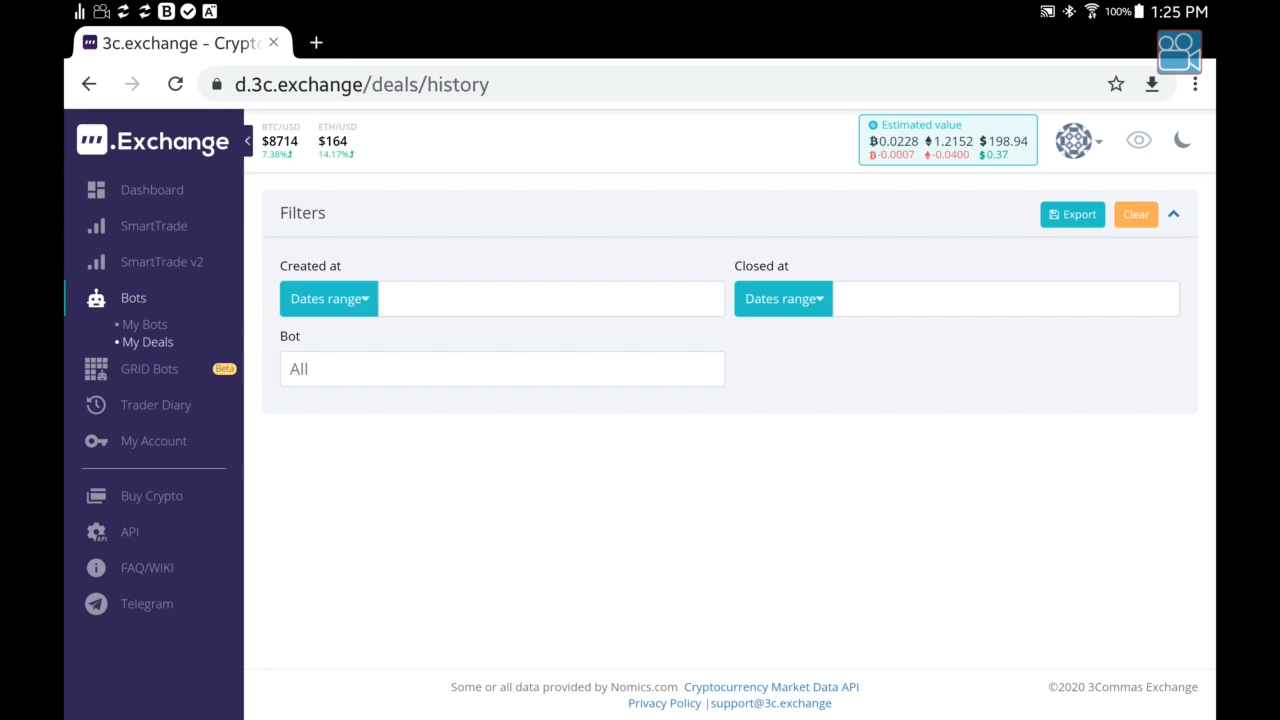 100% 1:25 PM
3c.exchange - Crypto
d.3c.exchange/deals/history
.Exchange
BTC/USD ETH/USD
$8714 $164
7.38% 14.17%
Estimated value
0.0228 1.2152 $198.94
-0.0007 -0.0400 $0.37
Dashboard
SmartTrade
SmartTrade v2
Bots
• My Bots
• My Deals
GRID Bots Beta
Trader Diary
My Account
Buy Crypto
API
FAQ/WIKI
Telegram
Filters
Export Clear
Created at Closed at
Dates range Dates range
Bot
All
Some or all data provided by Nomics.com Cryptocurrency Market Data API
Privacy Policy |support@3c.exchange
©2020 3Commas Exchange